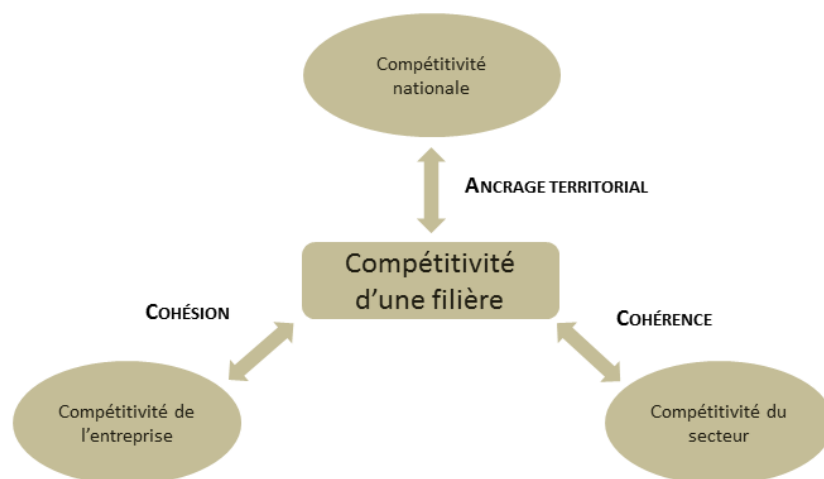 Compétitivité
nationale
ANCRAGE TERRITORIAL
Compétitivité
d'une filière
COHÉSION
COHÉRENCE
Compétitivité de
l'entreprise
Compétitivité du
secteur